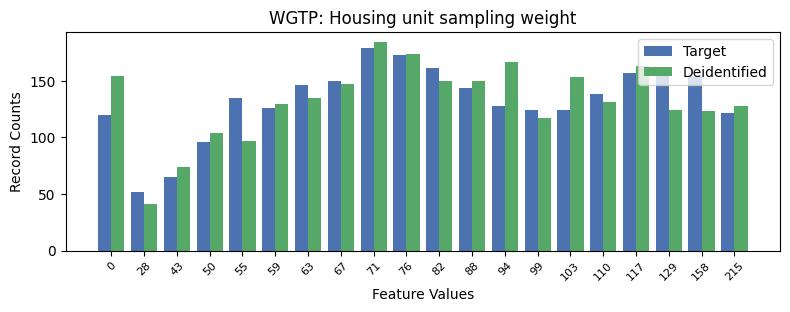 WGTP: Housing unit sampling weight
Target
Deidentified
Record Counts
150
100
50
0
0 28 43 50 55 59 63 67 71 76 82 88 94 99 103 110 117 129 158 215
Feature Values